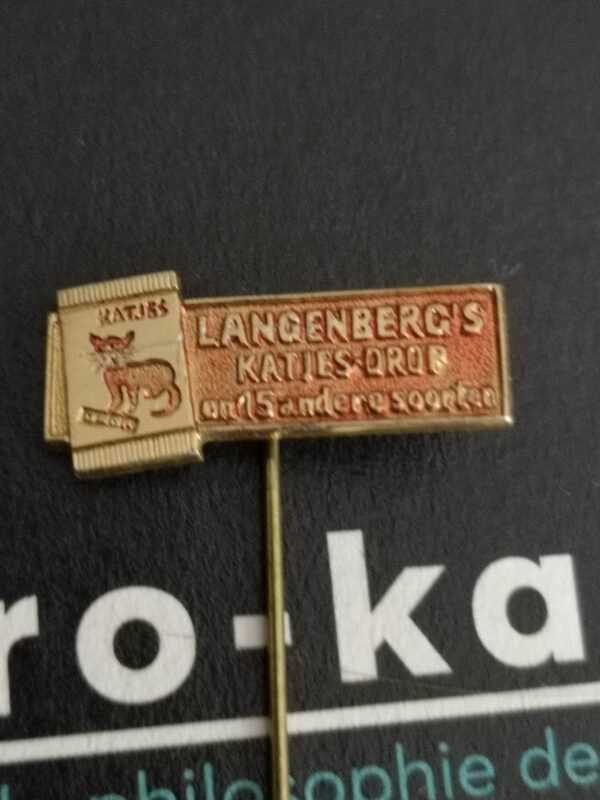 KATJES
LANGENBERG'S
KATJES-DROP
en 15 andere soorten
ro-ka
philosophie de